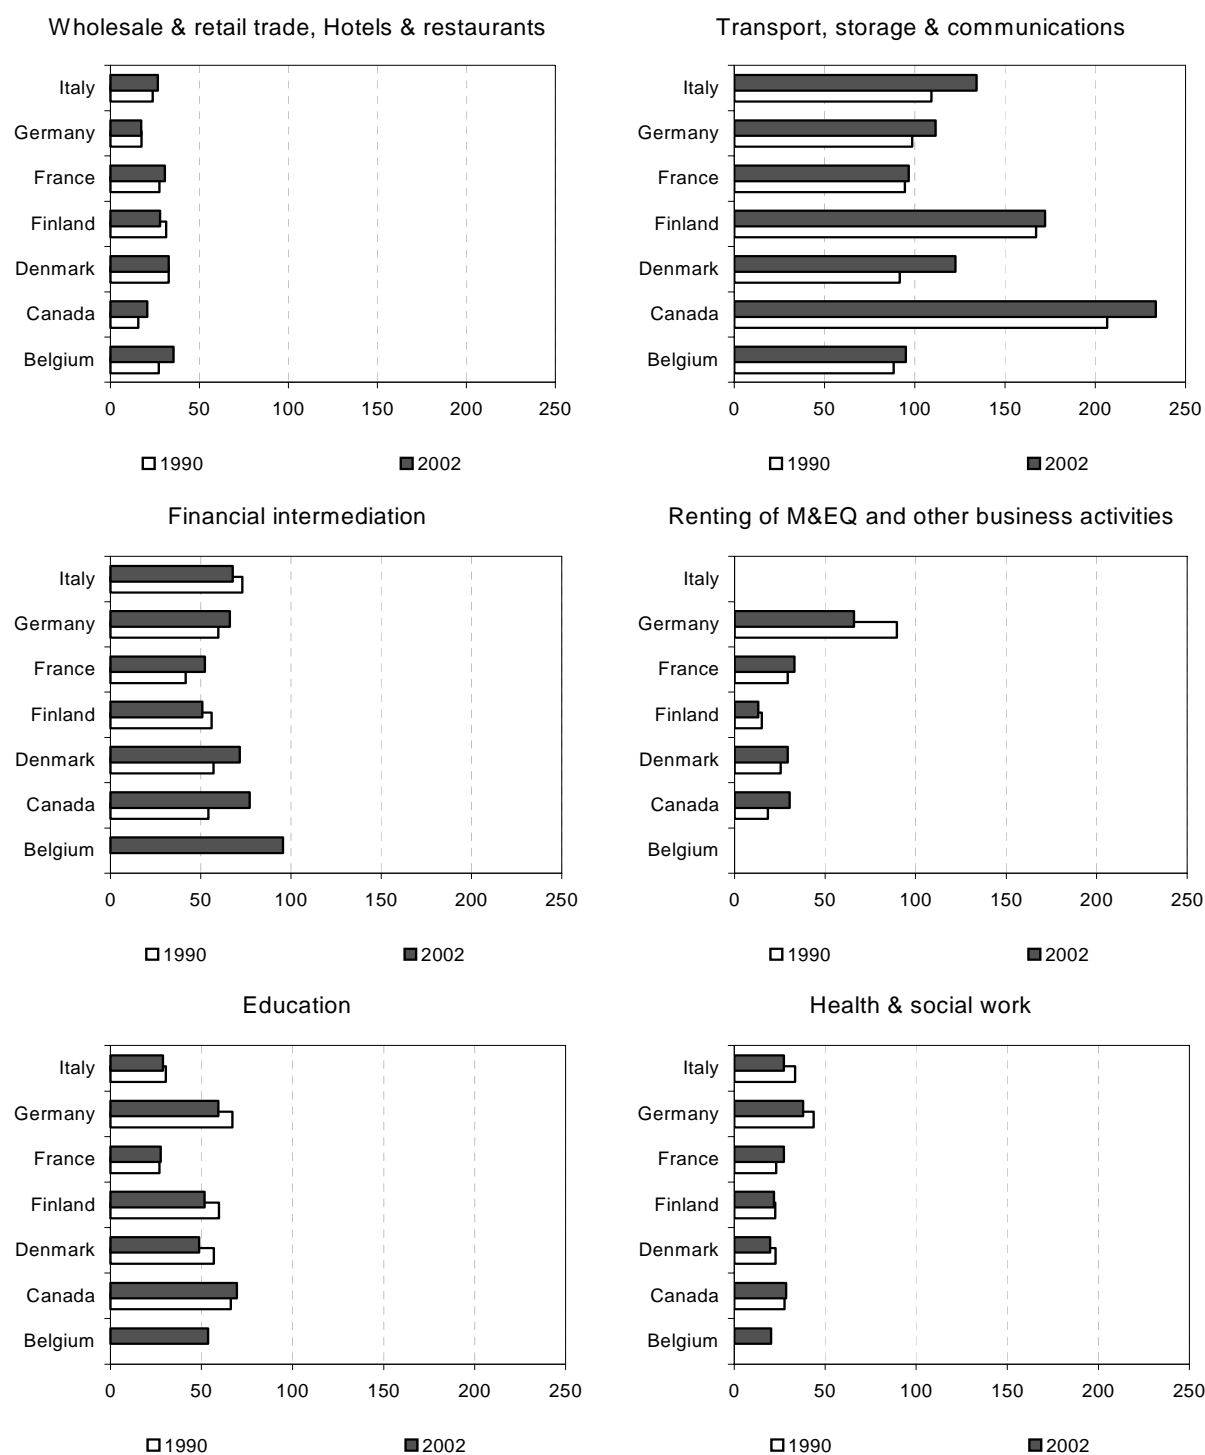 Wholesale & retail trade, Hotels & restaurants
Italy
Germany
France
Finland
Denmark
Canada
Belgium
0 50 100 150 200 250
1990 2002
Transport, storage & communications
Italy
Germany
France
Finland
Denmark
Canada
Belgium
0 50 100 150 200 250
1990 2002
Financial intermediation
Italy
Germany
France
Finland
Denmark
Canada
Belgium
0 50 100 150 200 250
1990 2002
Renting of M&EQ and other business activities
Italy
Germany
France
Finland
Denmark
Canada
Belgium
0 50 100 150 200 250
1990 2002
Education
Italy
Germany
France
Finland
Denmark
Canada
Belgium
0 50 100 150 200 250
1990 2002
Health & social work
Italy
Germany
France
Finland
Denmark
Canada
Belgium
0 50 100 150 200 250
1990 2002